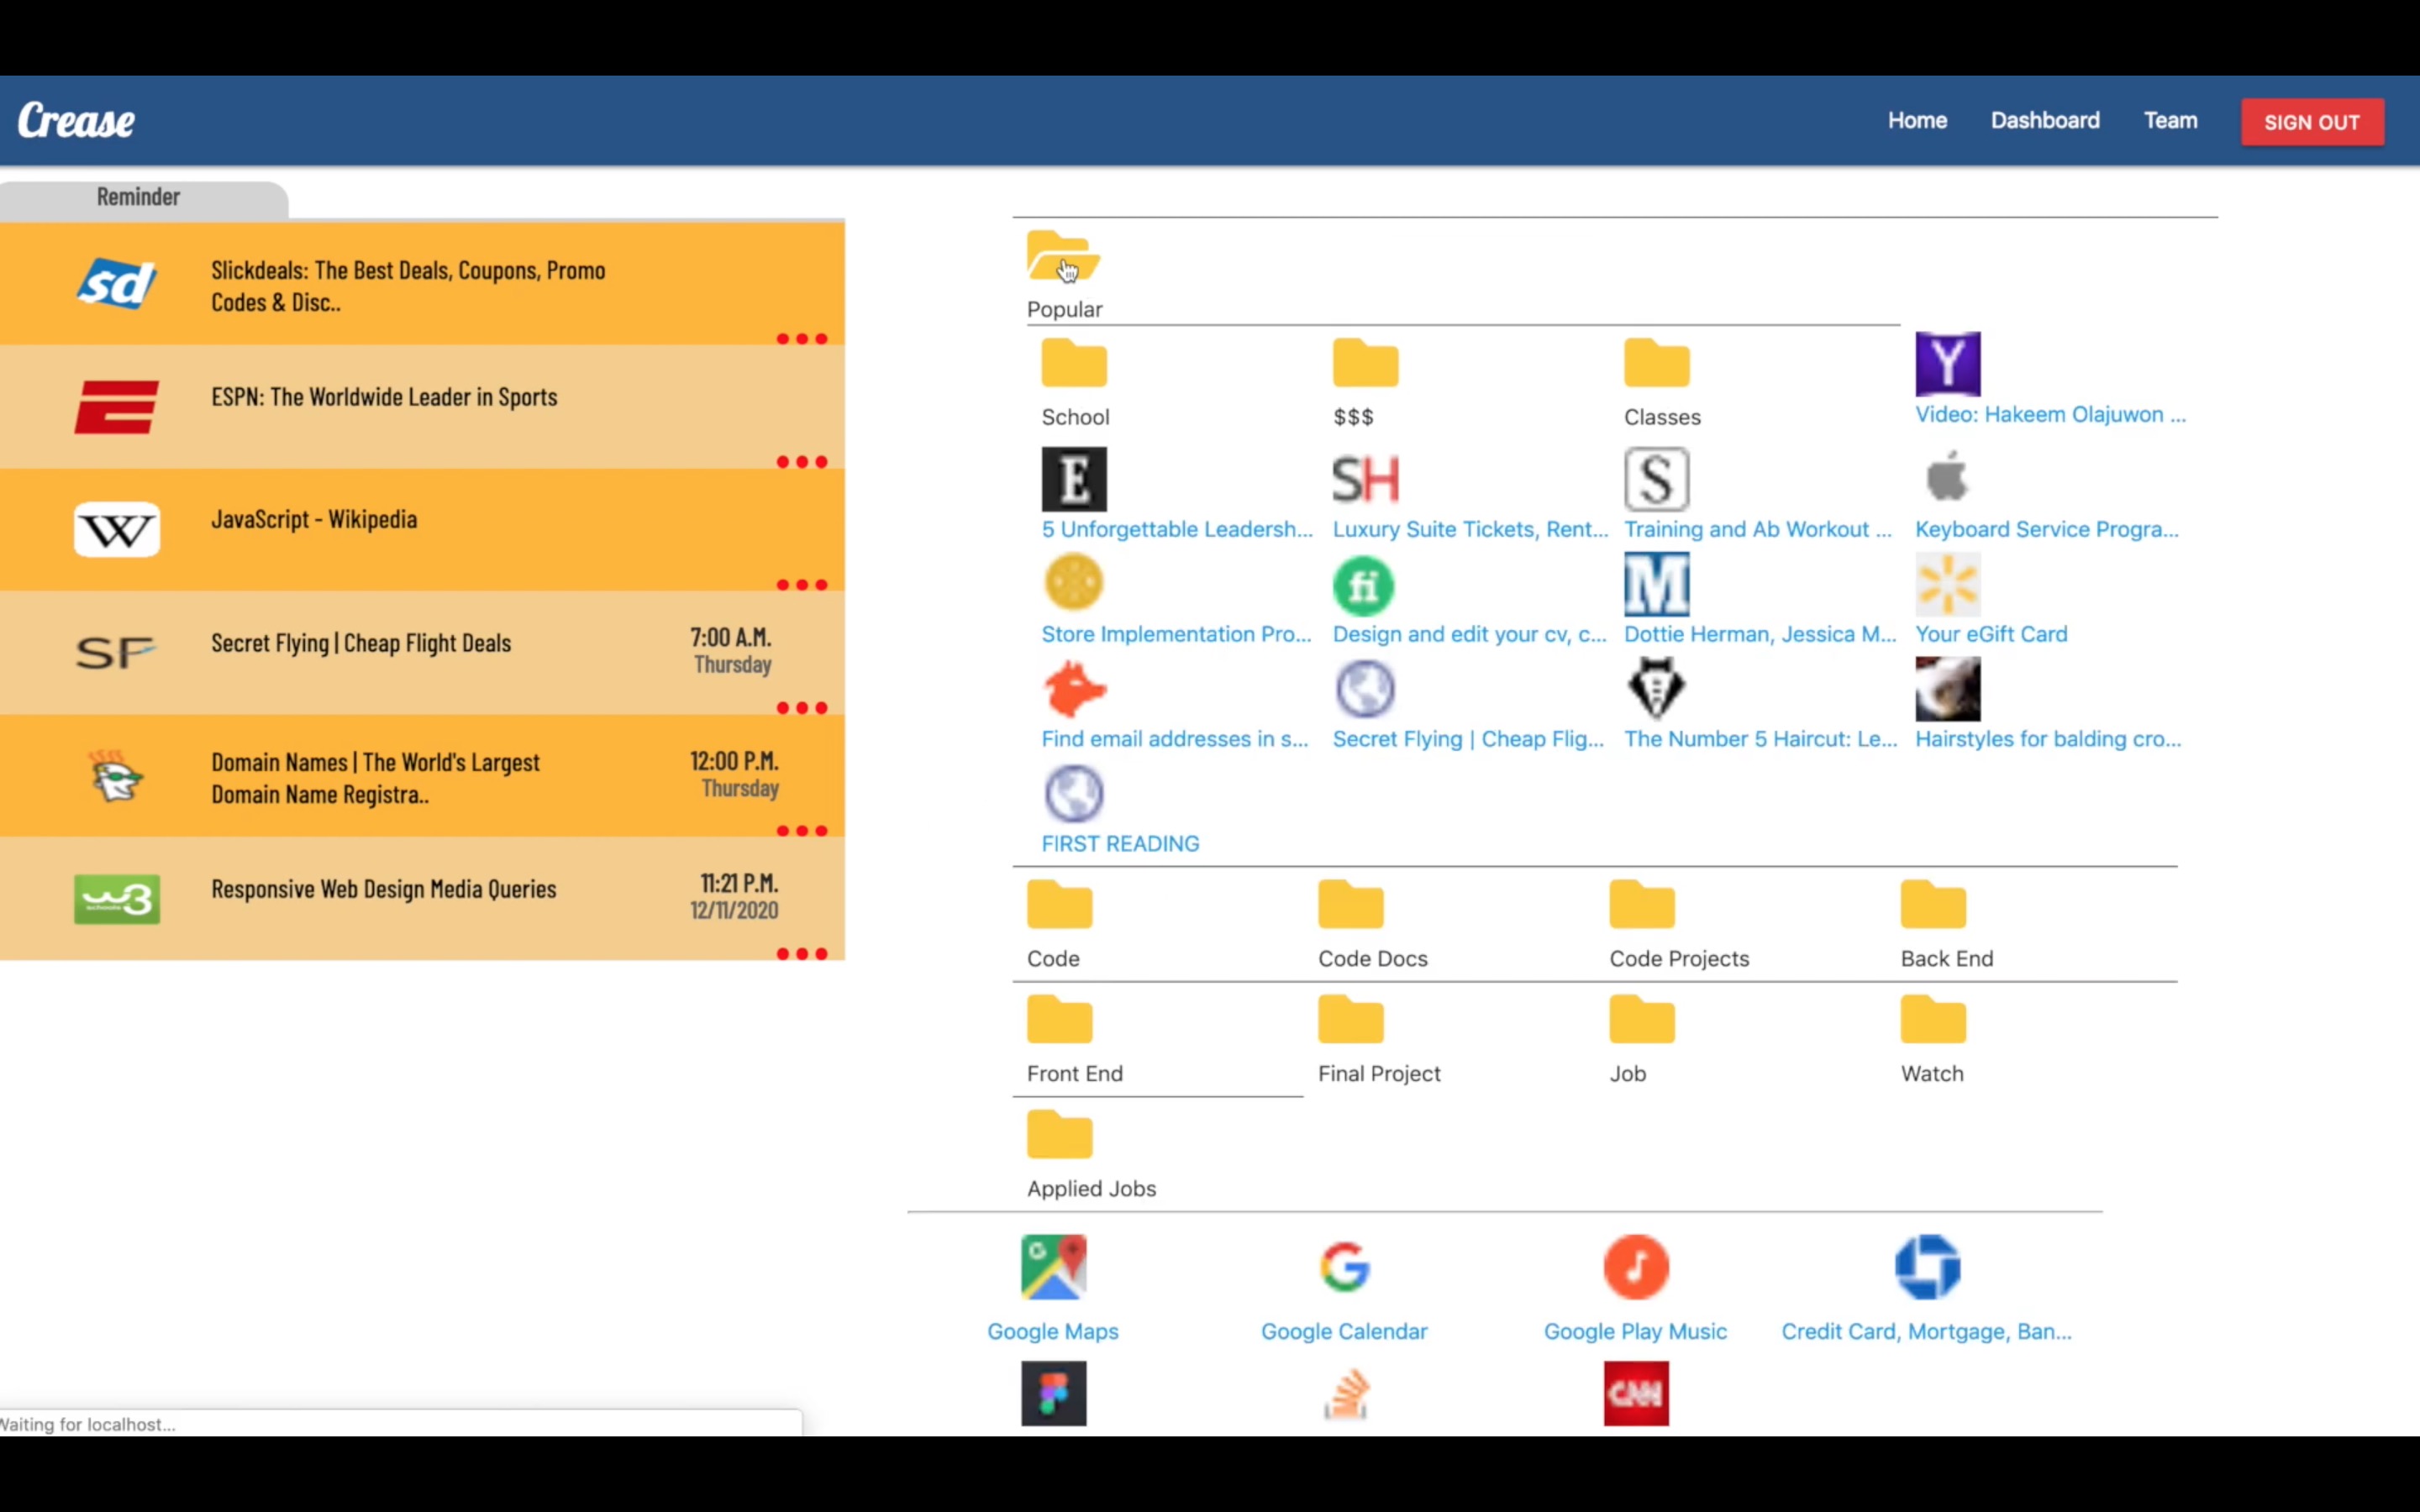 Crease
Home Dashboard Team SIGN OUT
Reminder
sd
Slickdeals: The Best Deals, Coupons, Promo
Codes & Disc..
ESPN: The Worldwide Leader in Sports
W
JavaScript - Wikipedia
SF
Secret Flying | Cheap Flight Deals
7:00 A.M.
Thursday
Domain Names | The World's Largest
Domain Name Registra..
12:00 P.M.
Thursday
w3
Responsive Web Design Media Queries
11:21 P.M.
12/11/2020
Popular
Y
School $$$ Classes Video: Hakeem Olajuwon ...
E SH S
5 Unforgettable Leadersh... Luxury Suite Tickets, Rent... Training and Ab Workout ... Keyboard Service Progra...
fi M
Store Implementation Pro... Design and edit your cv, c... Dottie Herman, Jessica M... Your eGift Card
Find email addresses in s... Secret Flying | Cheap Flig... The Number 5 Haircut: Le... Hairstyles for balding cro...
FIRST READING
Code Code Docs Code Projects Back End
Front End Final Project Job Watch
Applied Jobs
G G
Google Maps Google Calendar Google Play Music Credit Card, Mortgage, Ban...
CNN
Waiting for localhost...